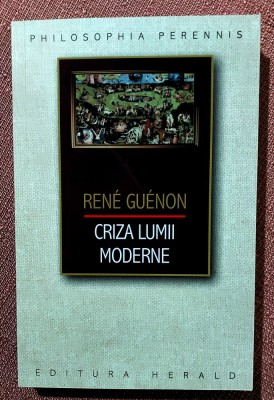 PHILOSOPHIA PERENNIS
RENÉ GUÉNON
CRIZA LUMII
MODERNE
EDITURA HERALD